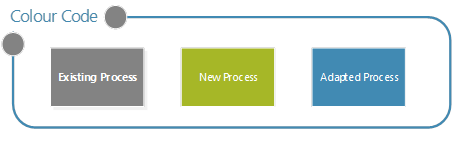 Colour Code
Existing Process
New Process
Adapted Process